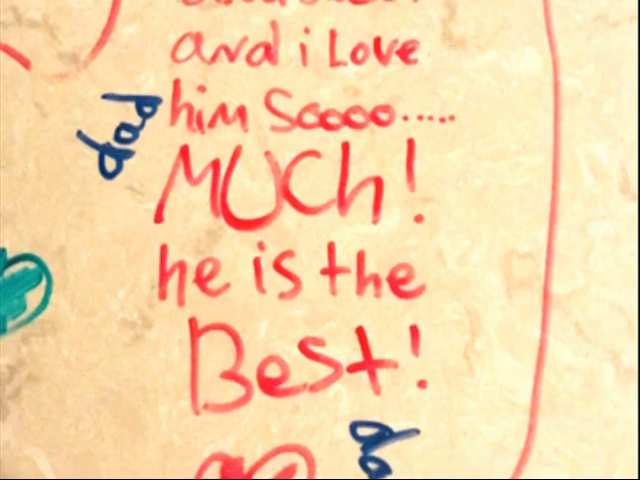 and i Love
dad
him Soooo.....
MUCh!
he is the
Best!